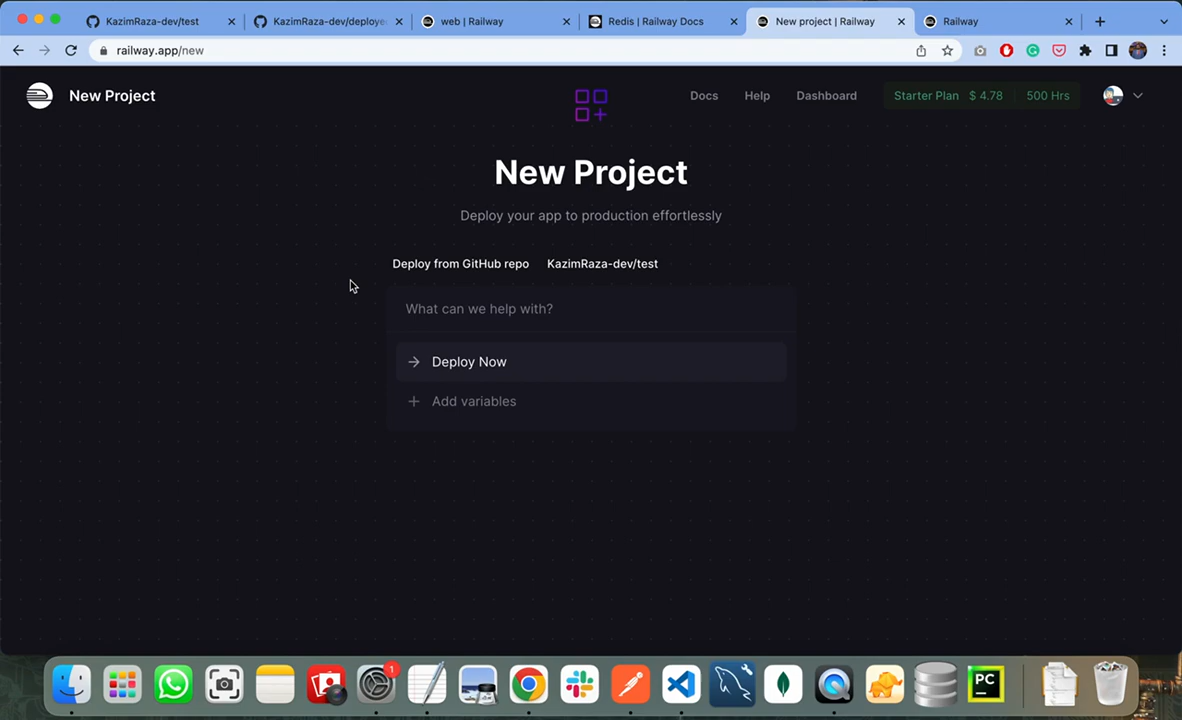 KazimRaza-dev/test
KazimRaza-dev/deploye
web | Railway
Redis | Railway Docs
New project | Railway
Railway
railway.app/new
New Project
Docs
Help
Dashboard
Starter Plan $ 4.78 500 Hrs
New Project
Deploy your app to production effortlessly
Deploy from GitHub repo KazimRaza-dev/test
What can we help with?
Deploy Now
Add variables
1
PC